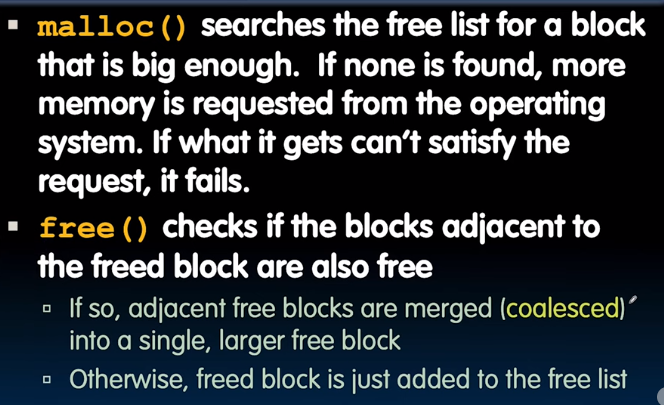 ▪ malloc() searches the free list for a block
that is big enough. If none is found, more
memory is requested from the operating
system. If what it gets can't satisfy the
request, it fails.
▪ free() checks if the blocks adjacent to
the freed block are also free
▫ If so, adjacent free blocks are merged (coalesced)
into a single, larger free block
▫ Otherwise, freed block is just added to the free list